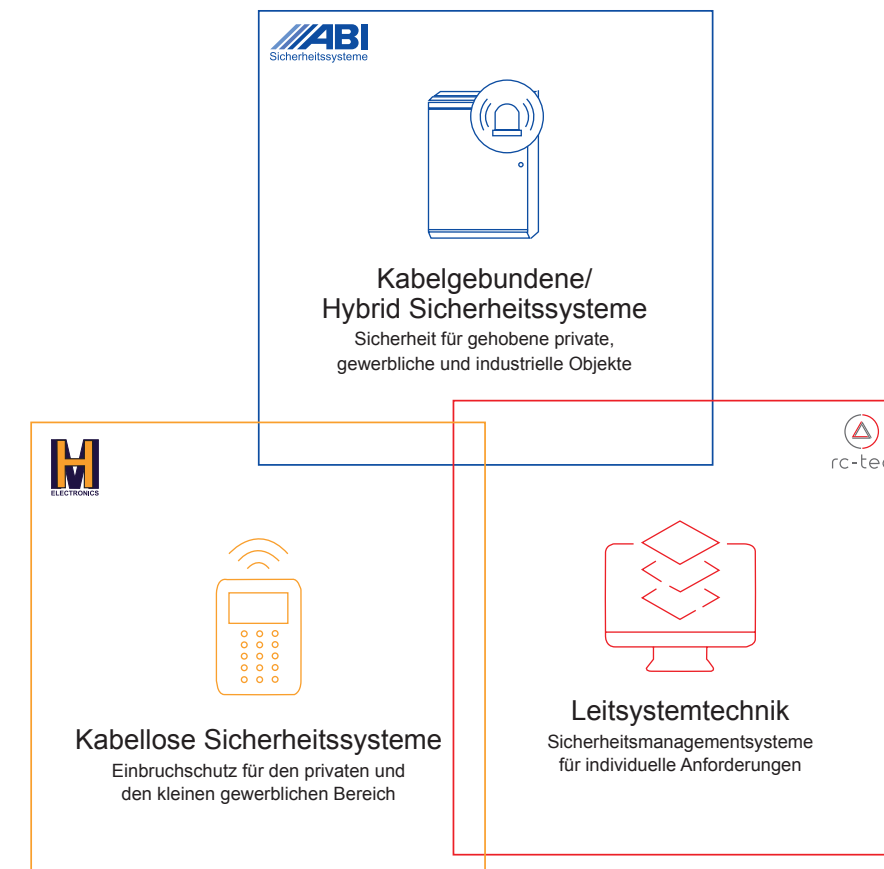 ABI
Sicherheitssysteme
Kabelgebundene/
Hybrid Sicherheitssysteme
Sicherheit für gehobene private,
gewerbliche und industrielle Objekte
HM
ELECTRONICS
Kabellose Sicherheitssysteme
Einbruchschutz für den privaten und
den kleinen gewerblichen Bereich
Leitsystemtechnik
Sicherheitsmanagementsysteme
für individuelle Anforderungen